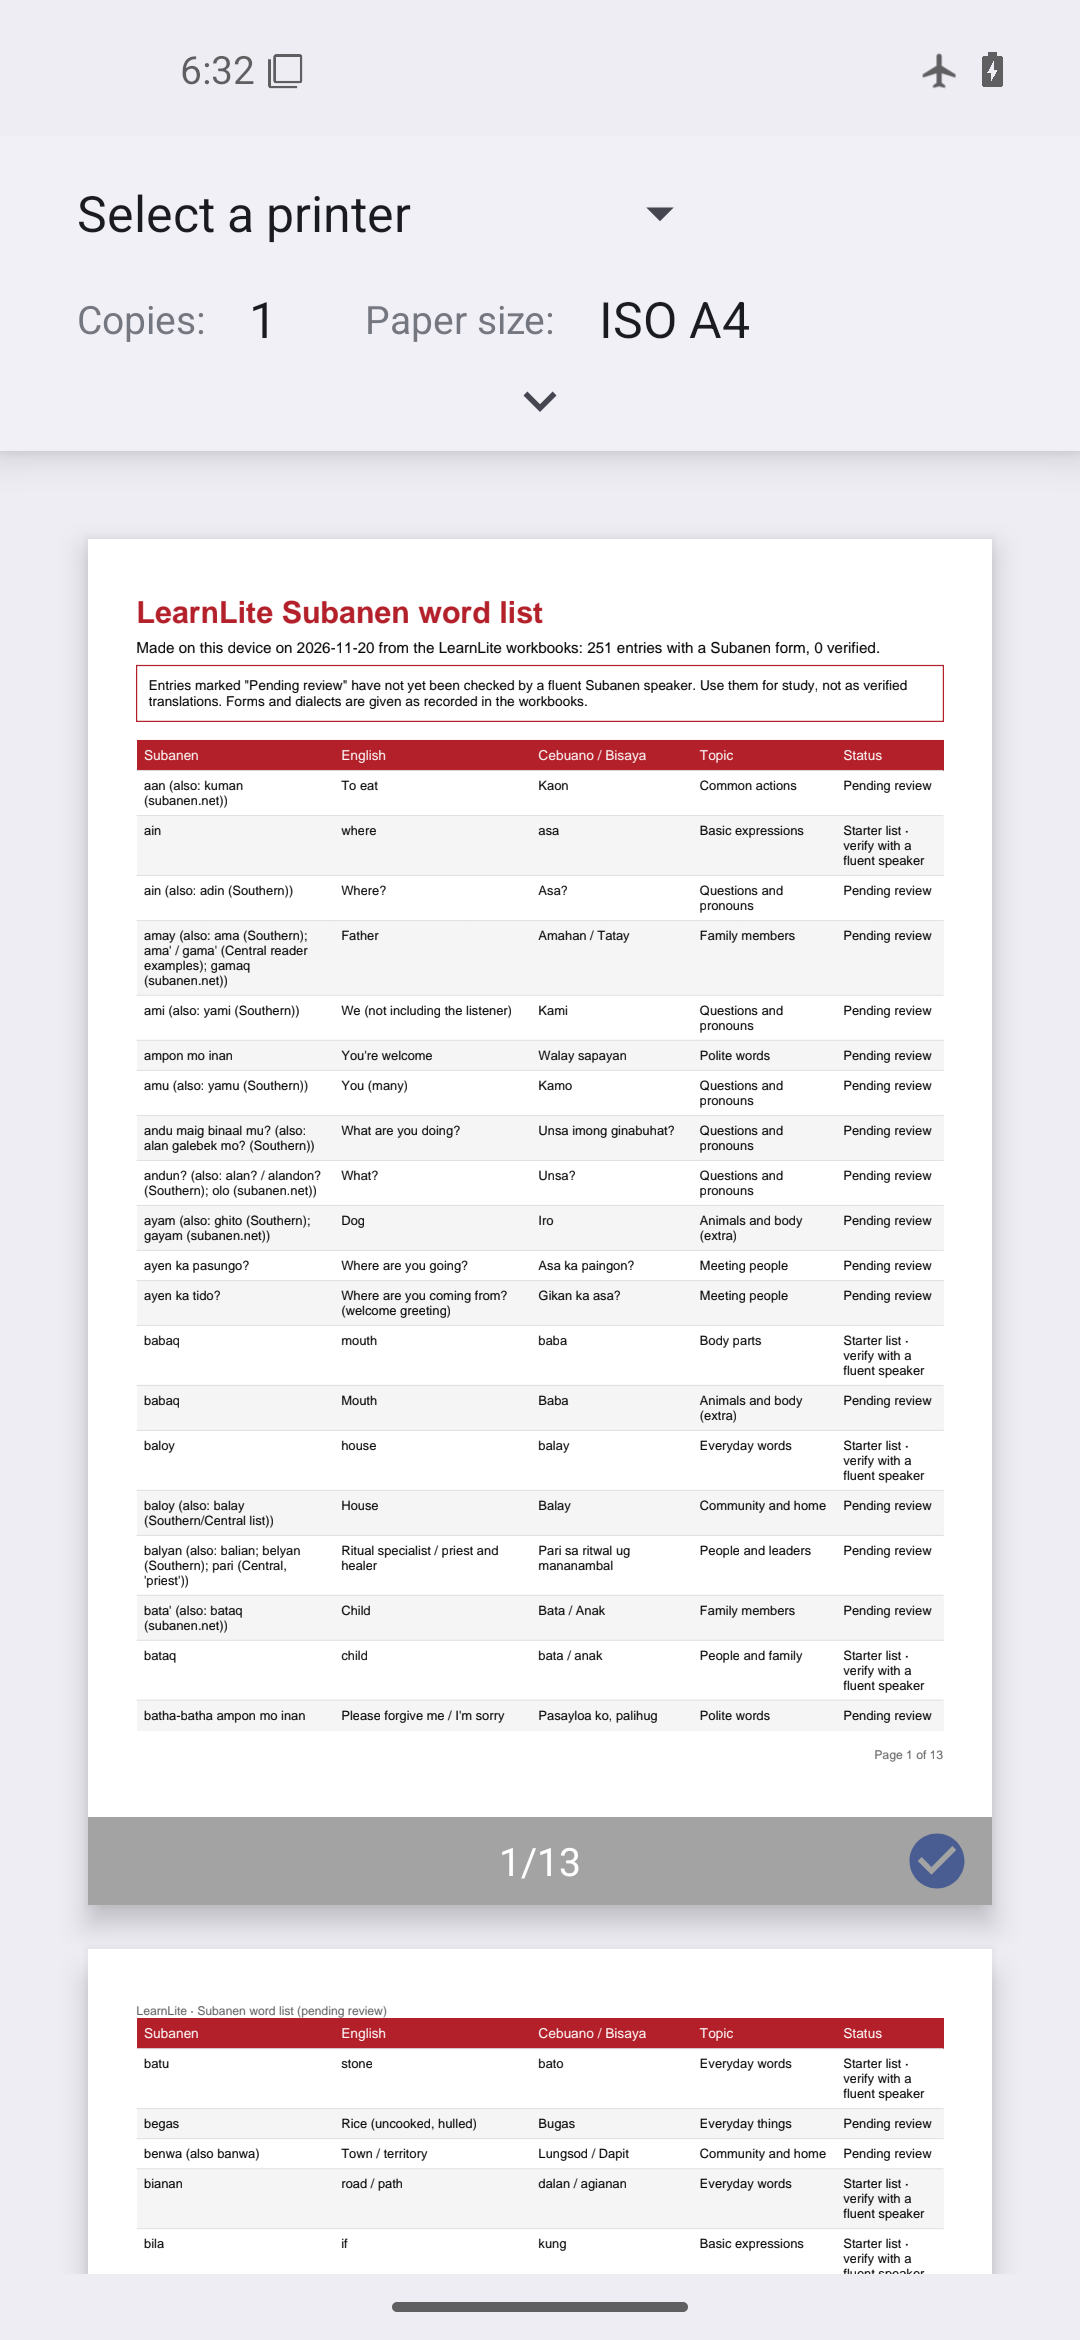 6:32
Select a printer
Copies: 1 Paper size: ISO A4
LearnLite Subanen word list
Made on this device on 2026-11-20 from the LearnLite workbooks: 251 entries with a Subanen form, 0 verified.
Entries marked "Pending review" have not yet been checked by a fluent Subanen speaker. Use them for study, not as verified
translations. Forms and dialects are given as recorded in the workbooks.
Subanen English Cebuano / Bisaya Topic Status
aan (also: kuman To eat Kaon Common actions Pending review
(subanen.net))
ain where asa Basic expressions Starter list ·
verify with a
fluent speaker
ain (also: adin (Southern)) Where? Asa? Questions and Pending review
pronouns
amay (also: ama (Southern); Father Amahan / Tatay Family members Pending review
ama' / gama' (Central reader
examples); gamaq
(subanen.net))
ami (also: yami (Southern)) We (not including the listener) Kami Questions and Pending review
pronouns
ampon mo inan You're welcome Walay sapayan Polite words Pending review
amu (also: yamu (Southern)) You (many) Kamo Questions and Pending review
pronouns
andu maig binaal mu? (also: What are you doing? Unsa imong ginabuhat? Questions and Pending review
alan galebek mo? (Southern)) pronouns
andun? (also: alan? / alandon? What? Unsa? Questions and Pending review
(Southern); olo (subanen.net)) pronouns
ayam (also: ghito (Southern); Dog Iro Animals and body Pending review
gayam (subanen.net)) (extra)
ayen ka pasungo? Where are you going? Asa ka paingon? Meeting people Pending review
ayen ka tido? Where are you coming from? Gikan ka asa? Meeting people Pending review
(welcome greeting)
babaq mouth baba Body parts Starter list ·
verify with a
fluent speaker
babaq Mouth Baba Animals and body Pending review
(extra)
baloy house balay Everyday words Starter list ·
verify with a
fluent speaker
baloy (also: balay House Balay Community and home Pending review
(Southern/Central list))
balyan (also: balian; belyan Ritual specialist / priest and Pari sa ritwal ug People and leaders Pending review
(Southern); pari (Central, healer mananambal
'priest'))
bata' (also: bataq Child Bata / Anak Family members Pending review
(subanen.net))
bataq child bata / anak People and family Starter list ·
verify with a
fluent speaker
batha-batha ampon mo inan Please forgive me / I'm sorry Pasayloa ko, palihug Polite words Pending review
Page 1 of 13
1/13
LearnLite · Subanen word list (pending review)
Subanen English Cebuano / Bisaya Topic Status
batu stone bato Everyday words Starter list ·
verify with a
fluent speaker
begas Rice (uncooked, hulled) Bugas Everyday things Pending review
benwa (also banwa) Town / territory Lungsod / Dapit Community and home Pending review
bianan road / path dalan / agianan Everyday words Starter list ·
verify with a
fluent speaker
bila if kung Basic expressions Starter list ·
verify with a
fluent speaker